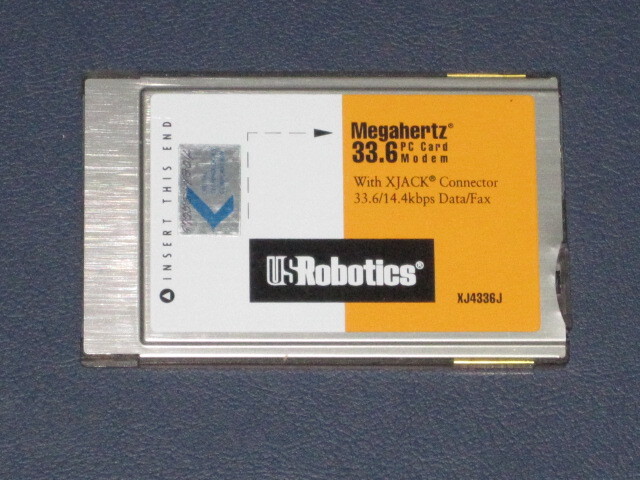 INSERT THIS END
Megahertz®
33.6 PC Card Modem
With XJACK® Connector
33.6/14.4kbps Data/Fax
USRobotics®
XJ4336J